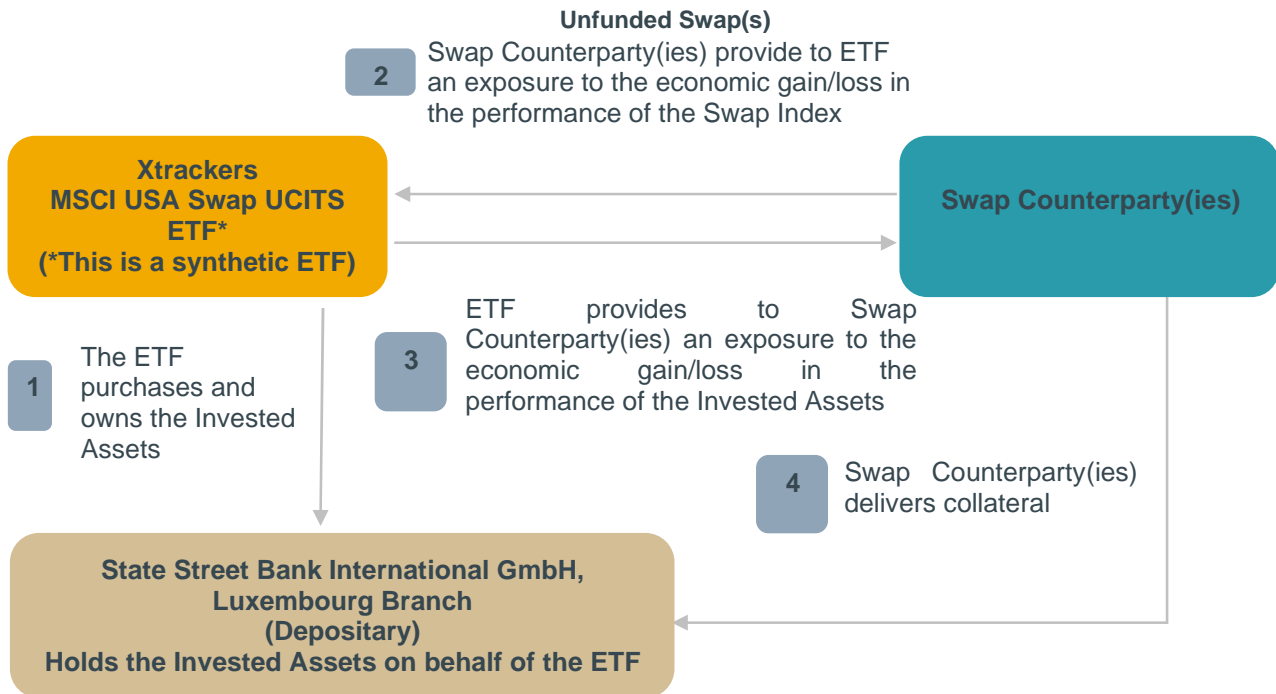 Unfunded Swap(s)
2
Swap Counterparty(ies) provide to ETF
an exposure to the economic gain/loss in
the performance of the Swap Index
Xtrackers
MSCI USA Swap UCITS
ETF*
(*This is a synthetic ETF)
Swap Counterparty(ies)
1
The ETF
purchases and
owns the Invested
Assets
3
ETF provides to Swap
Counterparty(ies) an exposure to the
economic gain/loss in the
performance of the Invested Assets
4
Swap Counterparty(ies)
delivers collateral
State Street Bank International GmbH,
Luxembourg Branch
(Depositary)
Holds the Invested Assets on behalf of the ETF